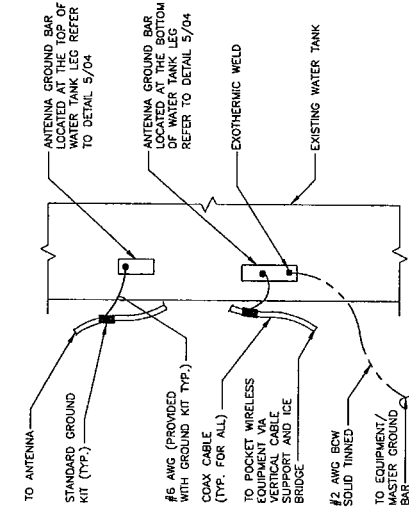 TO ANTENNA
STANDARD GROUND
KIT (TYP.)
#6 AWG (PROVIDED
WITH GROUND KIT TYP.)
COAX CABLE
(TYP. FOR ALL)
TO POCKET WIRELESS
EQUIPMENT VIA
VERTICAL CABLE
SUPPORT AND ICE
BRIDGE
#2 AWG BCW
SOLID TINNED
TO EQUIPMENT/
MASTER GROUND
BAR
ANTENNA GROUND BAR
LOCATED AT THE TOP OF
WATER TANK LEG REFER
TO DETAIL 5/04
ANTENNA GROUND BAR
LOCATED AT THE BOTTOM
OF WATER TANK LEG
REFER TO DETAIL 5/04
EXOTHERMIC WELD
EXISTING WATER TANK